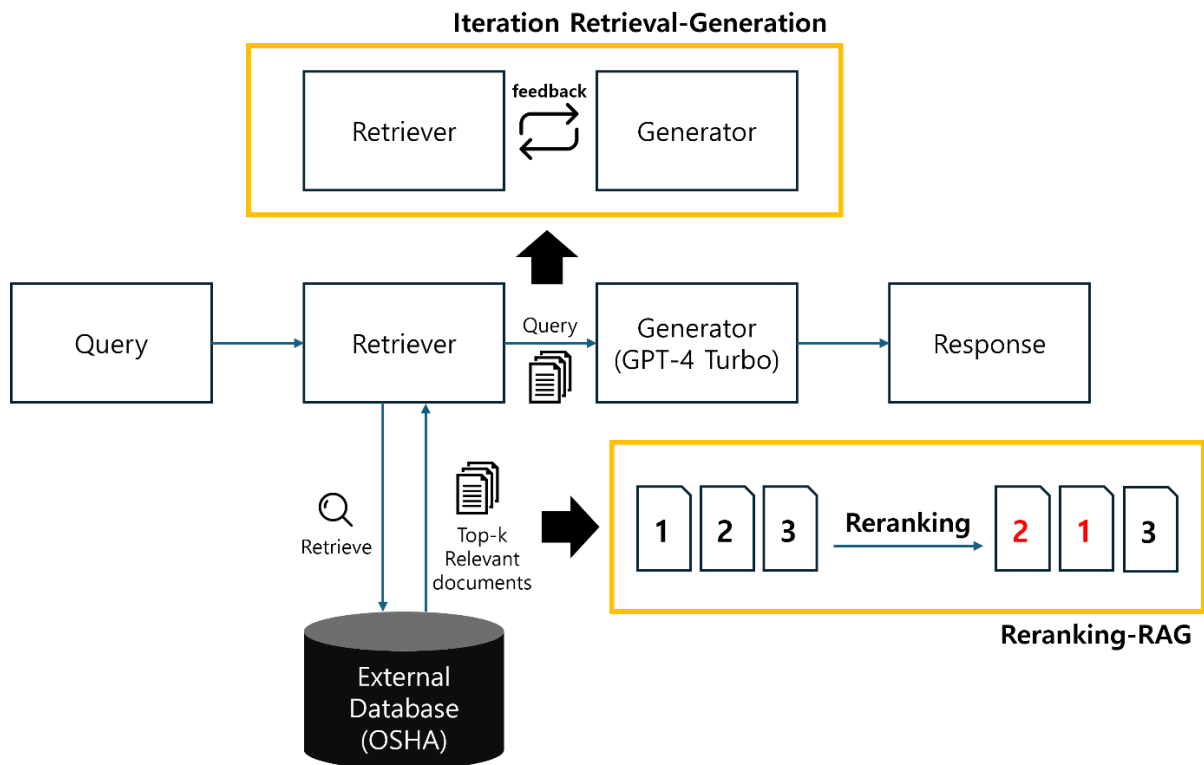 Iteration Retrieval-Generation
feedback
Retriever
Generator
Query
Retriever
Query
Generator
(GPT-4 Turbo)
Response
Retrieve
Top-k
Relevant
documents
1
2
3
Reranking
2
1
3
Reranking-RAG
External
Database
(OSHA)